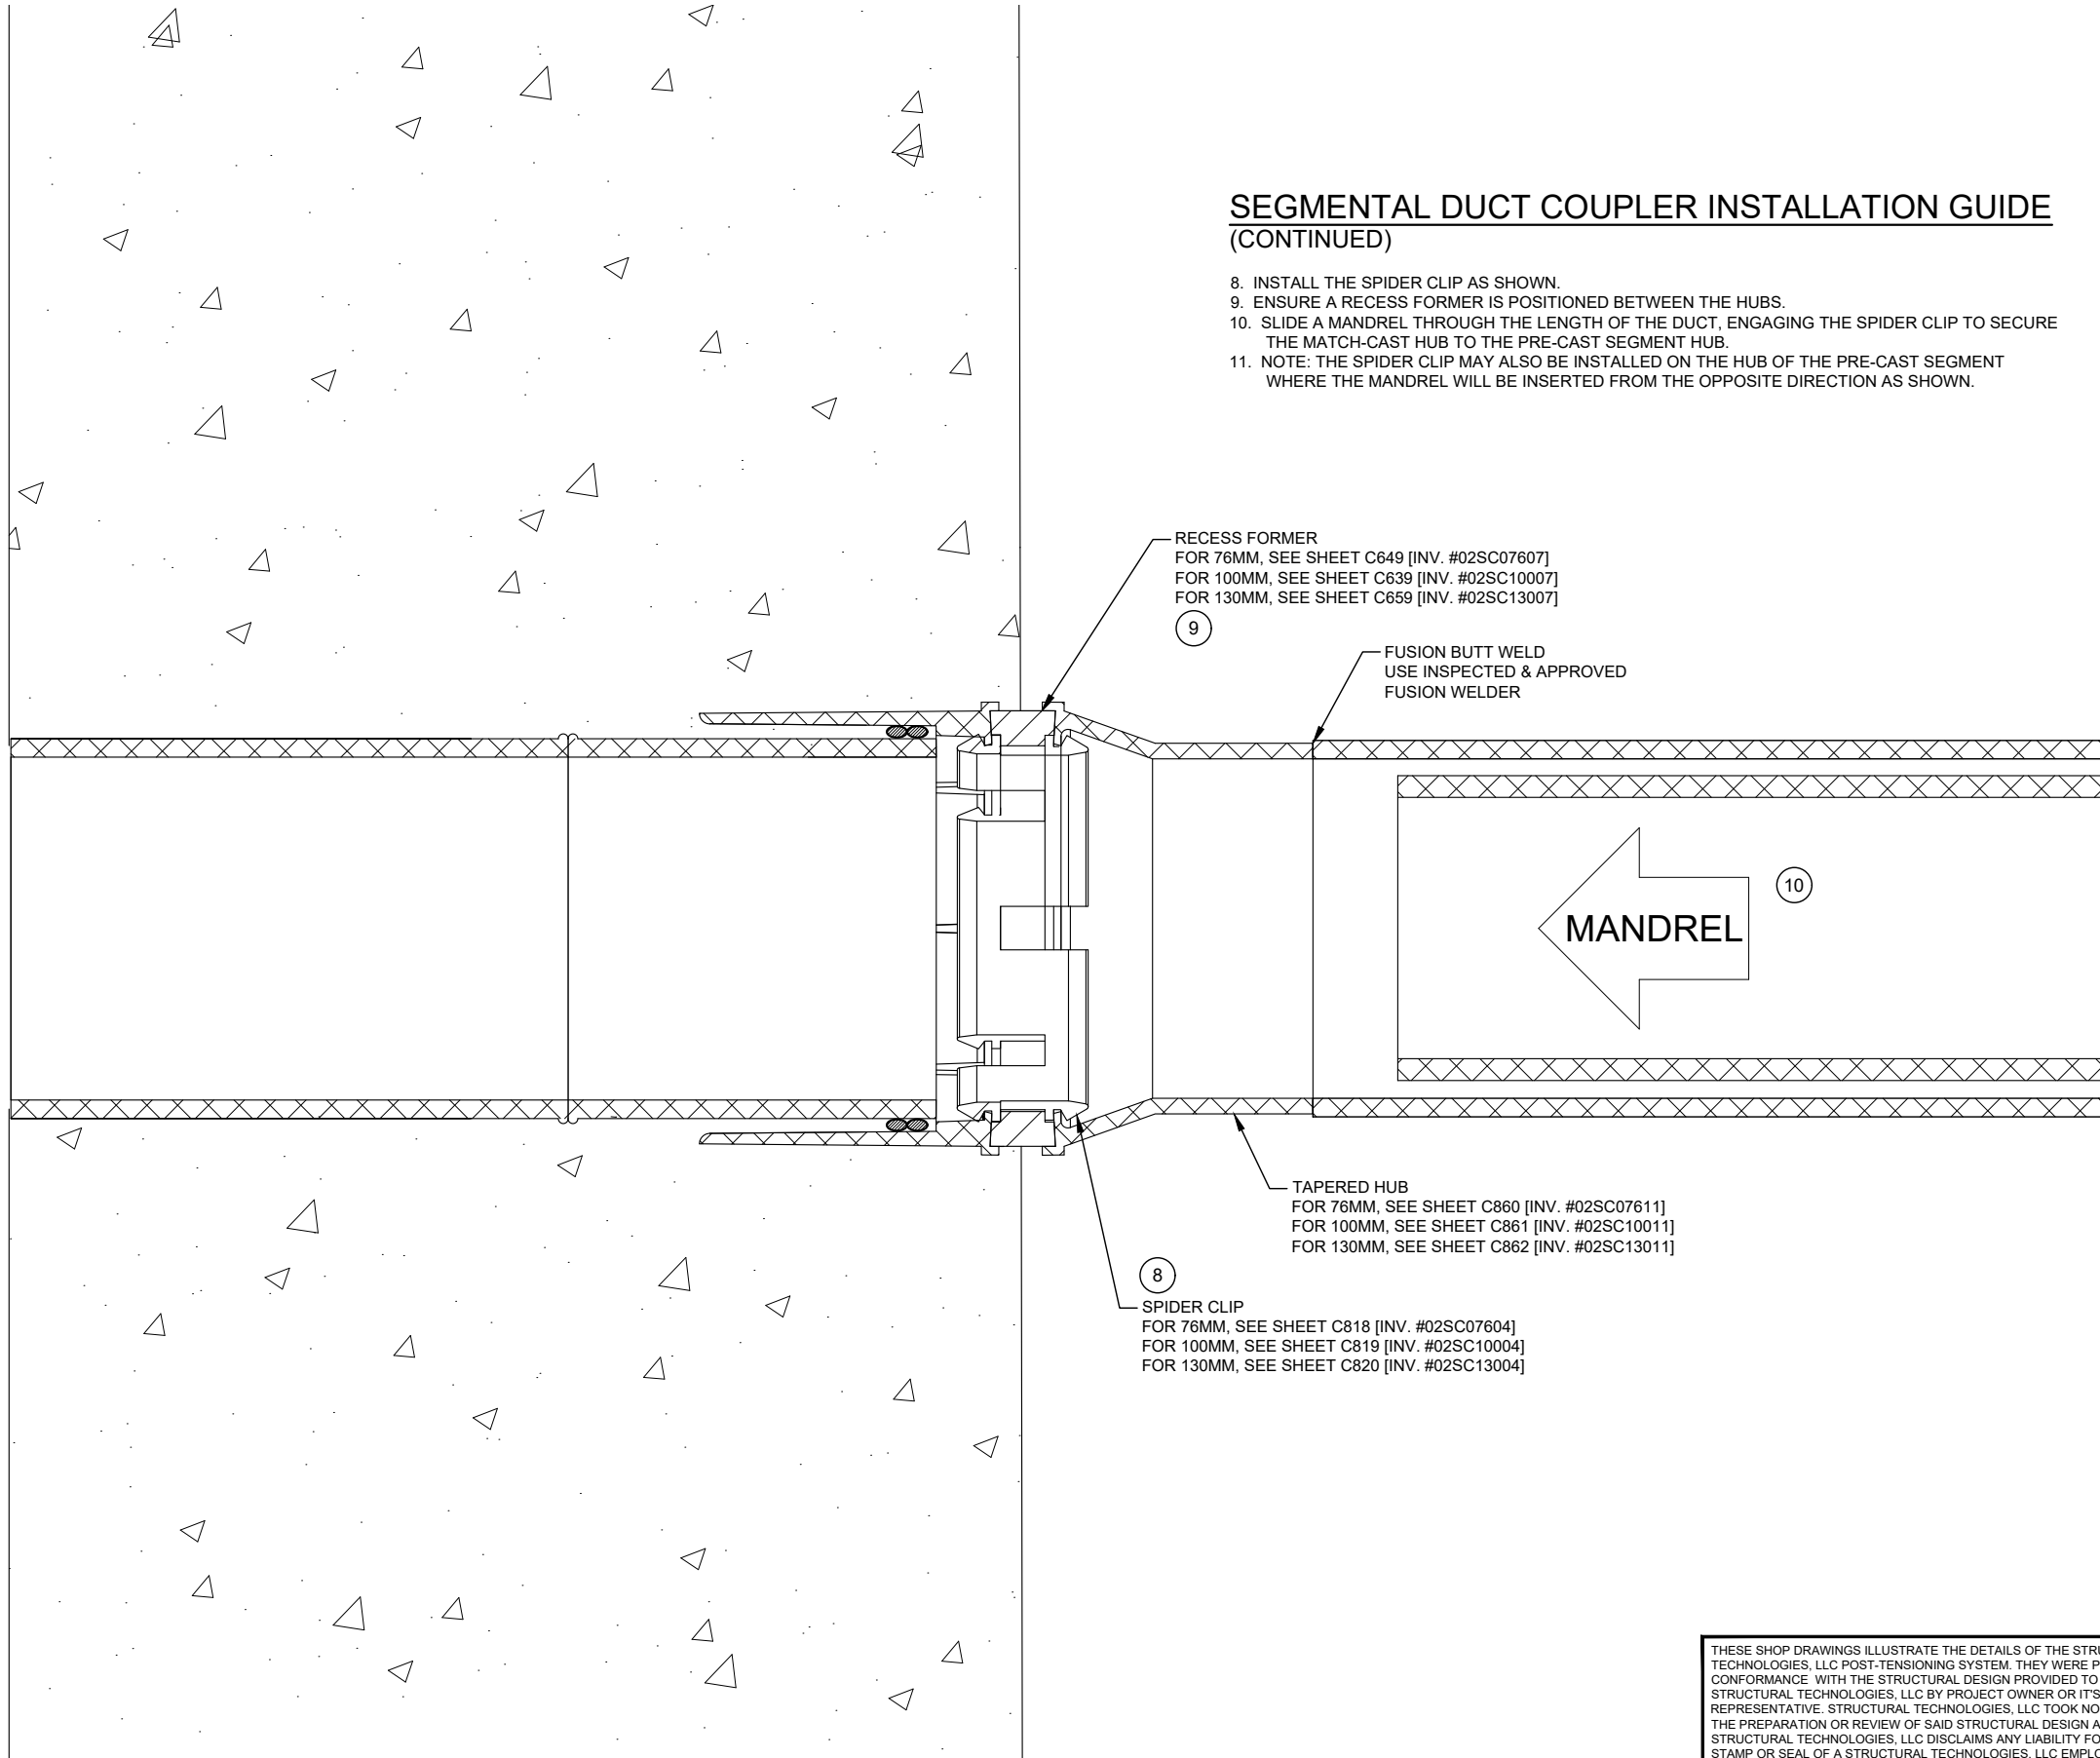 SEGMENTAL DUCT COUPLER INSTALLATION GUIDE
(CONTINUED)
8. INSTALL THE SPIDER CLIP AS SHOWN.
9. ENSURE A RECESS FORMER IS POSITIONED BETWEEN THE HUBS.
10. SLIDE A MANDREL THROUGH THE LENGTH OF THE DUCT, ENGAGING THE SPIDER CLIP TO SECURE
THE MATCH-CAST HUB TO THE PRE-CAST SEGMENT HUB.
11. NOTE: THE SPIDER CLIP MAY ALSO BE INSTALLED ON THE HUB OF THE PRE-CAST SEGMENT
WHERE THE MANDREL WILL BE INSERTED FROM THE OPPOSITE DIRECTION AS SHOWN.
RECESS FORMER
FOR 76MM, SEE SHEET C649 [INV. #02SC07607]
FOR 100MM, SEE SHEET C639 [INV. #02SC10007]
FOR 130MM, SEE SHEET C659 [INV. #02SC13007]
9
FUSION BUTT WELD
USE INSPECTED & APPROVED
FUSION WELDER
10
MANDREL
TAPERED HUB
FOR 76MM, SEE SHEET C860 [INV. #02SC07611]
FOR 100MM, SEE SHEET C861 [INV. #02SC10011]
FOR 130MM, SEE SHEET C862 [INV. #02SC13011]
8
SPIDER CLIP
FOR 76MM, SEE SHEET C818 [INV. #02SC07604]
FOR 100MM, SEE SHEET C819 [INV. #02SC10004]
FOR 130MM, SEE SHEET C820 [INV. #02SC13004]
THESE SHOP DRAWINGS ILLUSTRATE THE DETAILS OF THE
TECHNOLOGIES, LLC POST-TENSIONING SYSTEM. THEY WERE
CONFORMANCE WITH THE STRUCTURAL DESIGN PROVIDED TO
STRUCTURAL TECHNOLOGIES, LLC BY PROJECT OWNER OR IT'S
REPRESENTATIVE. STRUCTURAL TECHNOLOGIES, LLC TOOK NO
THE PREPARATION OR REVIEW OF SAID STRUCTURAL DESIGN
STRUCTURAL TECHNOLOGIES, LLC DISCLAIMS ANY LIABILITY
STAMP OR SEAL OF A STRUCTURAL TECHNOLOGIES, LLC